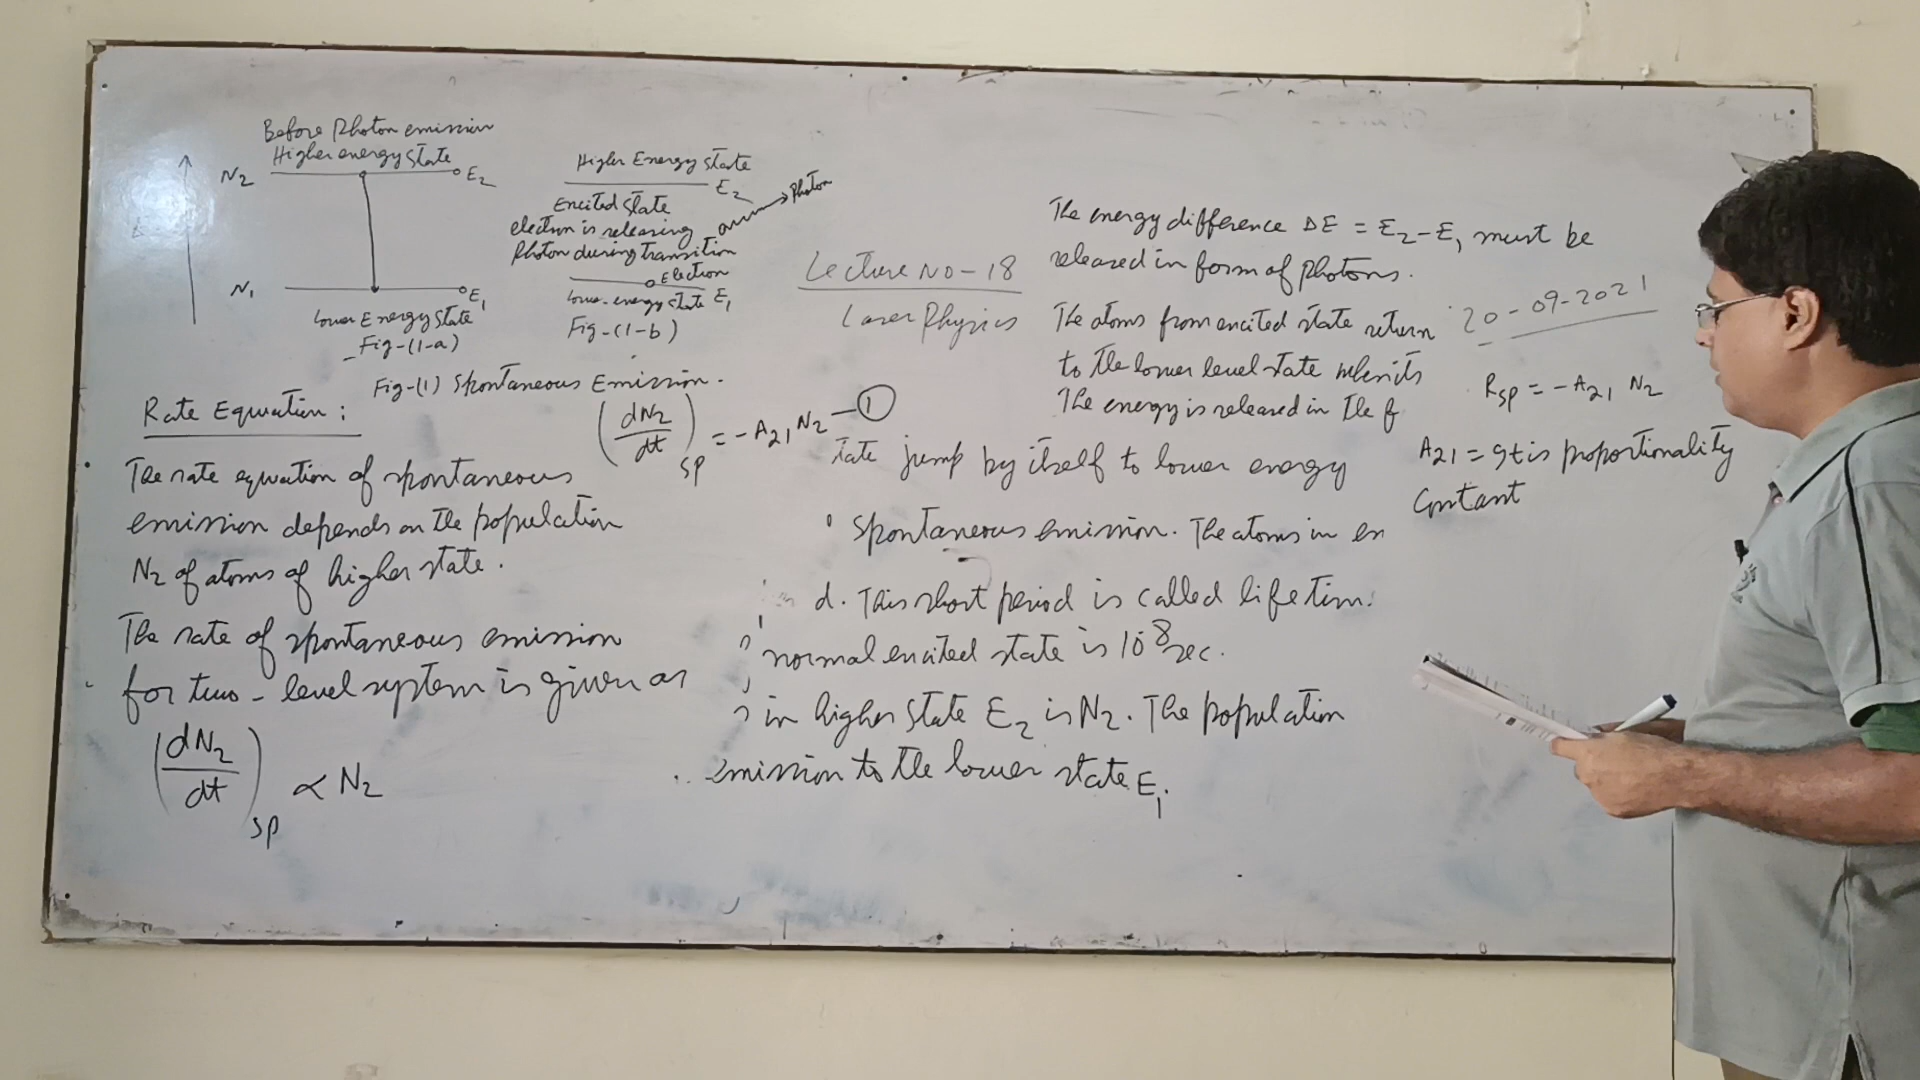 Before Photon emission
Higher energy state
N2
E2
N1
E1
Lower Energy State
Fig-(1-a)
Higher Energy state
E2
Excited State
electron is releasing
Photon during transition
Photon
Electron
Lower-energy state E1
Fig-(1-b)
Fig-(1) Spontaneous Emission.
Lecture No-18
Laser Physics
20-09-2021
The energy difference ΔE = E2-E1 must be
released in form of photons.
The atoms from excited state return
to the lower level state when its
The energy is released in the f
Rate Equation:
The rate equation of spontaneous
emission depends on the population
N2 of atoms of higher state.
The rate of spontaneous emission
for two-level system is given as
(dN2/dt)sp ∝ N2
(dN2/dt)sp = -A21 N2 — ①
tate jump by itself to lower energy
Spontaneous emission. The atoms in ex
d. This short period is called life tim
normal excited state is 10^8 sec.
in higher state E2 is N2. The population
emission to the lower state E1.
Rsp = -A21 N2
A21 = It is proportionality
Constant